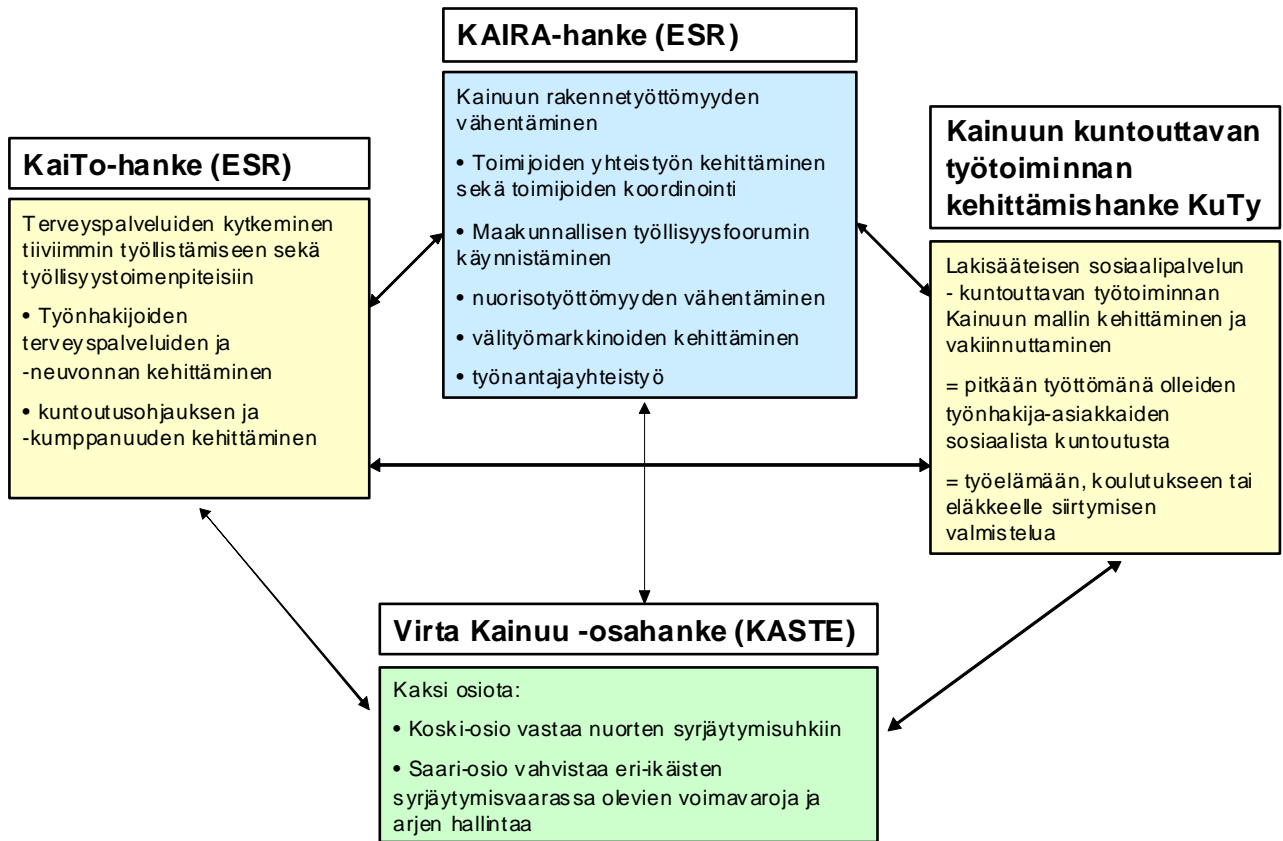 KAIRA-hanke (ESR)
Kainuun rakennetyöttömyyden
vähentäminen
• Toimijoiden yhteistyön kehittäminen
sekä toimijoiden koordinointi
• Maakunnallisen työllisyysfoorumin
käynnistäminen
• nuorisotyöttömyyden vähentäminen
• välityömarkkinoiden kehittäminen
• työnantajayhteistyö
KaiTo-hanke (ESR)
Terveyspalveluiden kytkeminen
tiiviimmin työllistämiseen sekä
työllisyystoimenpiteisiin
• Työnhakijoiden
terveyspalveluiden ja
-neuvonnan kehittäminen
• kuntoutusohjauksen ja
-kumppanuuden kehittäminen
Kainuun kuntouttavan
työtoiminnan
kehittämishanke KuTy
Lakisääteisen sosiaalipalvelun
- kuntouttavan työtoiminnan
Kainuun mallin kehittäminen ja
vakiinnuttaminen
= pitkään työttömänä olleiden
työnhakija-asiakkaiden
sosiaalista kuntoutusta
= työelämään, koulutukseen tai
eläkkeelle siirtymisen
valmistelua
Virta Kainuu -osahanke (KASTE)
Kaksi osiota:
• Koski-osio vastaa nuorten syrjäytymisuhkiin
• Saari-osio vahvistaa eri-ikäisten
syrjäytymisvaarassa olevien voimavaroja ja
arjen hallintaa